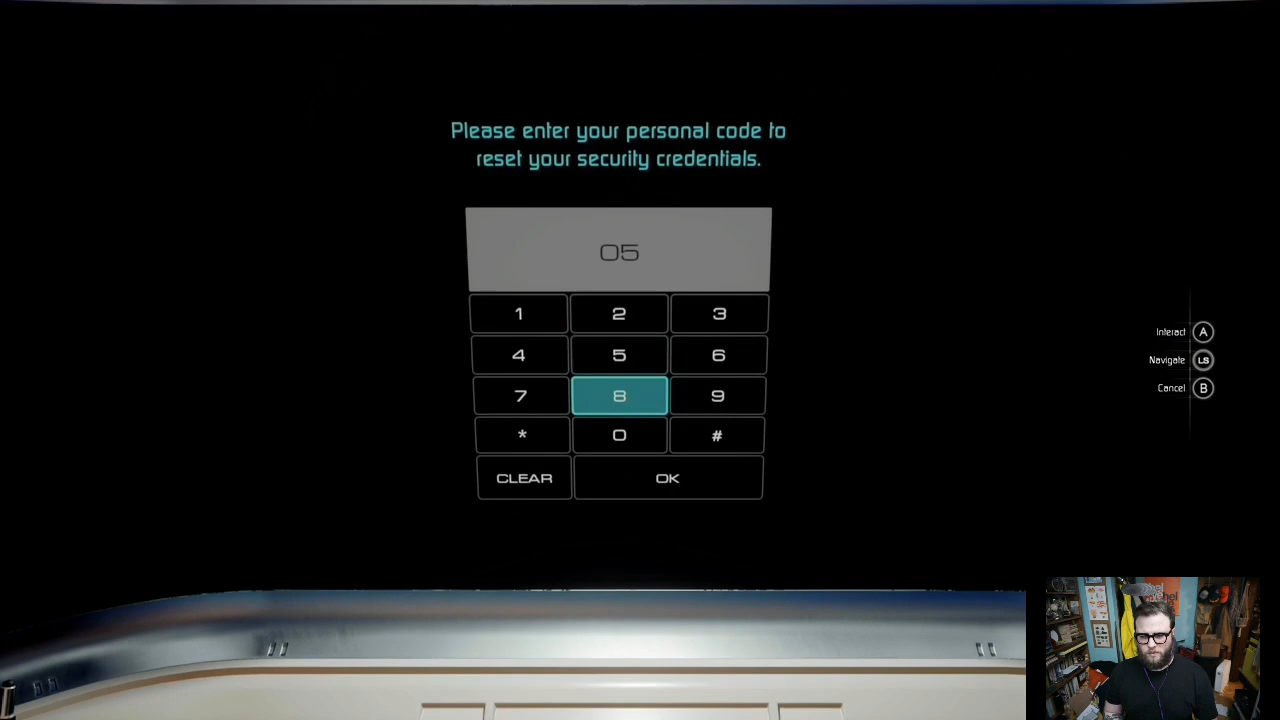 Please enter your personal code to
reset your security credentials.
05
1 2 3
4 5 6
7 8 9
* 0 #
CLEAR OK
Interact A
Navigate LS
Cancel B